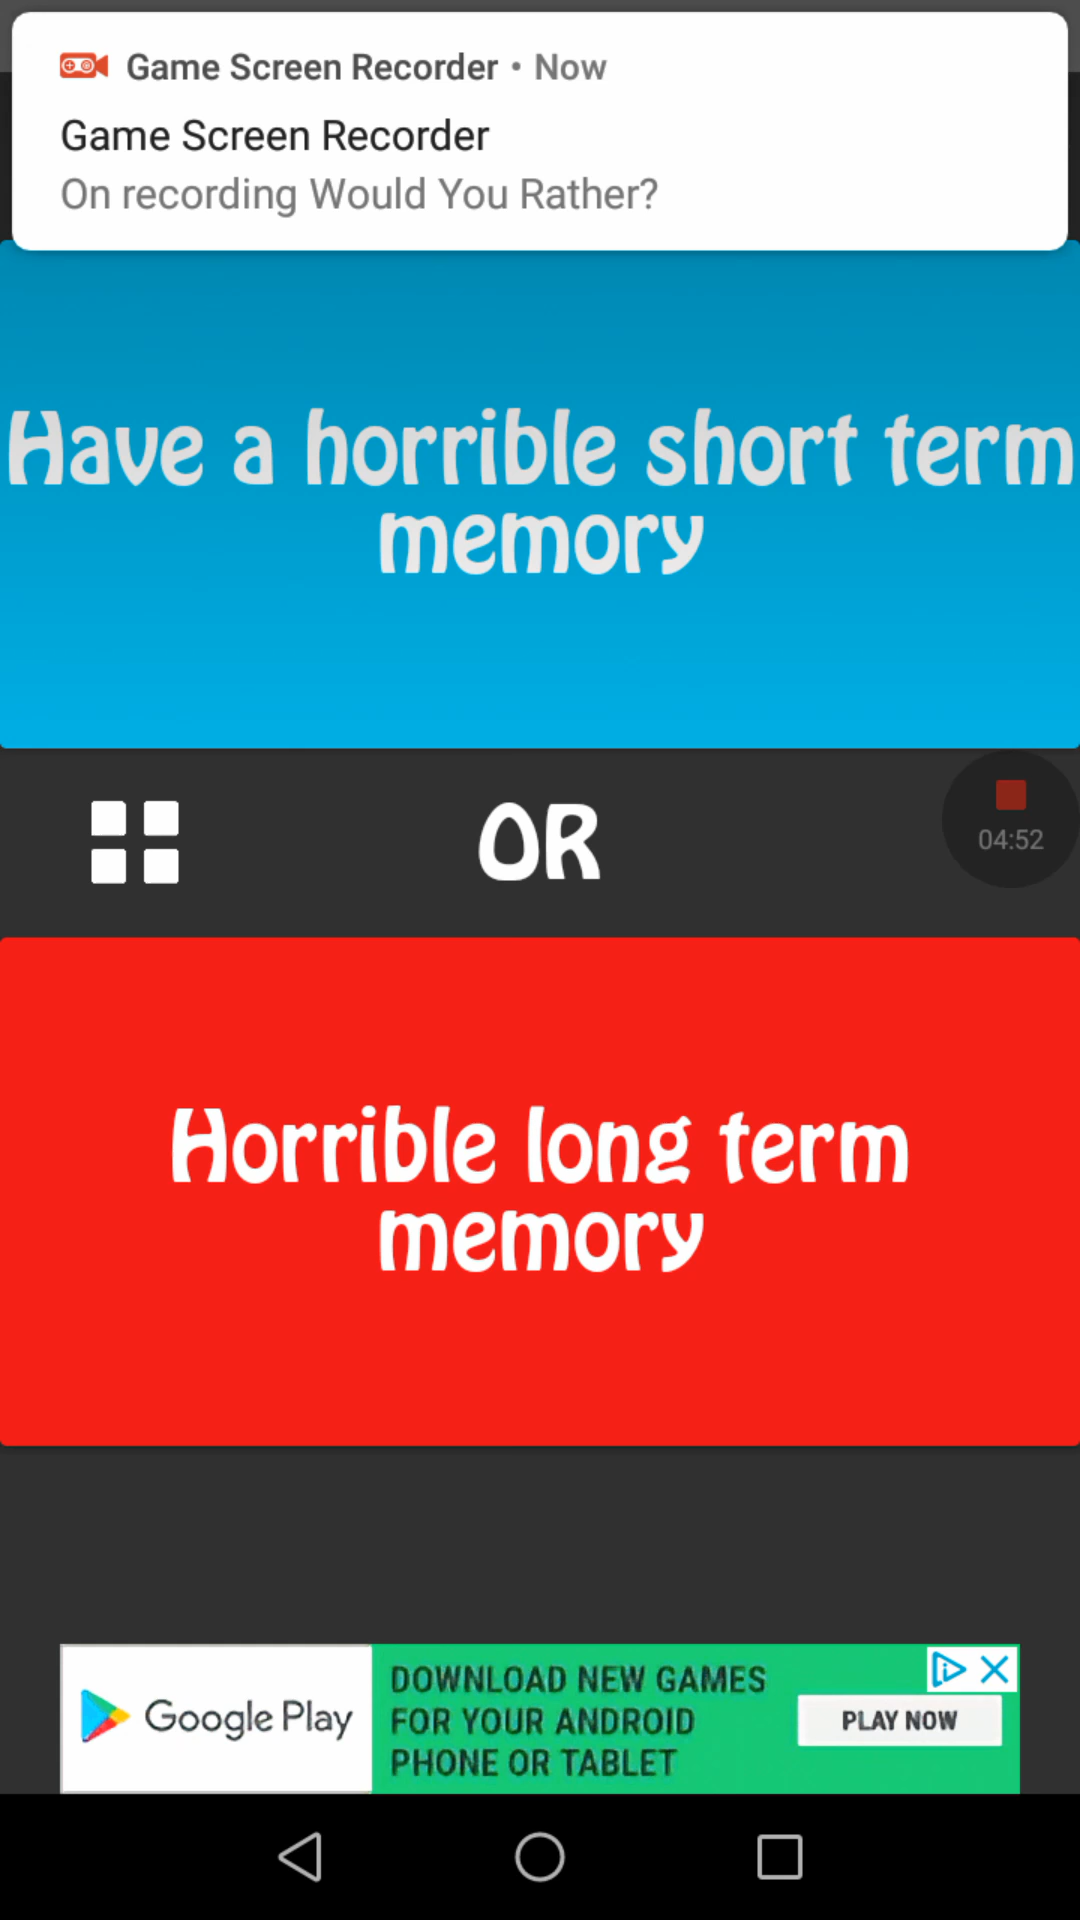 Game Screen Recorder • Now
Game Screen Recorder
On recording Would You Rather?
Have a horrible short term
memory
OR
04:52
Horrible long term
memory
Google Play
DOWNLOAD NEW GAMES
FOR YOUR ANDROID
PHONE OR TABLET
PLAY NOW